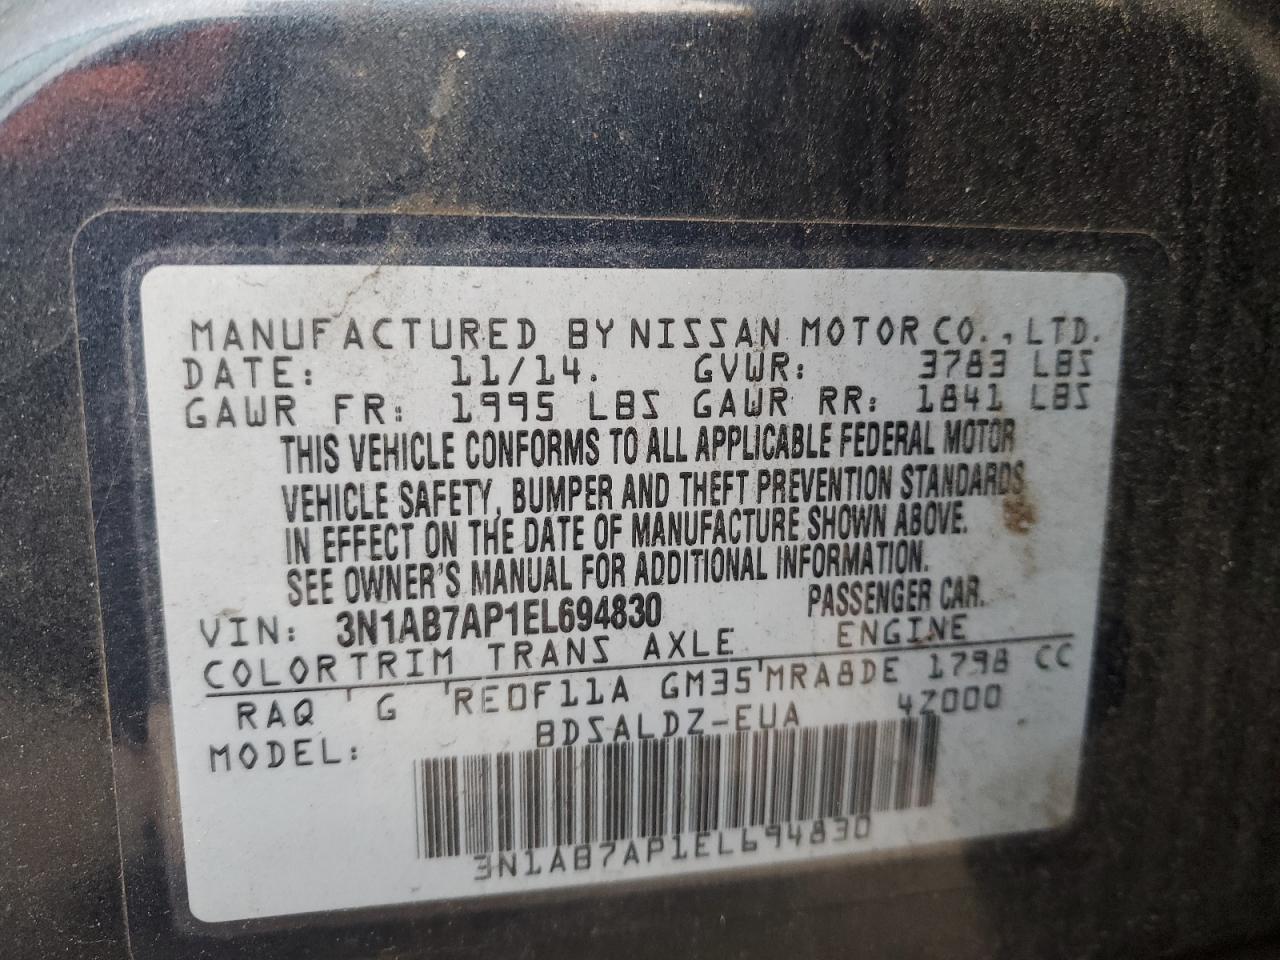 MANUFACTURED BY NISSAN MOTOR CO., LTD.
DATE: 11/14. GVWR: 3783 LBS
GAWR FR: 1995 LBS GAWR RR: 1841 LBS
THIS VEHICLE CONFORMS TO ALL APPLICABLE FEDERAL MOTOR
VEHICLE SAFETY, BUMPER AND THEFT PREVENTION STANDARDS
IN EFFECT ON THE DATE OF MANUFACTURE SHOWN ABOVE.
SEE OWNER'S MANUAL FOR ADDITIONAL INFORMATION.
VIN: 3N1AB7AP1EL694830 PASSENGER CAR.
COLOR TRIM TRANS AXLE ENGINE
RAQ ' G ' RE0F11A GM35 ' MRA8DE 1798 CC
MODEL: BDSALDZ-EUA 4Z000
3N1AB7AP1EL694830